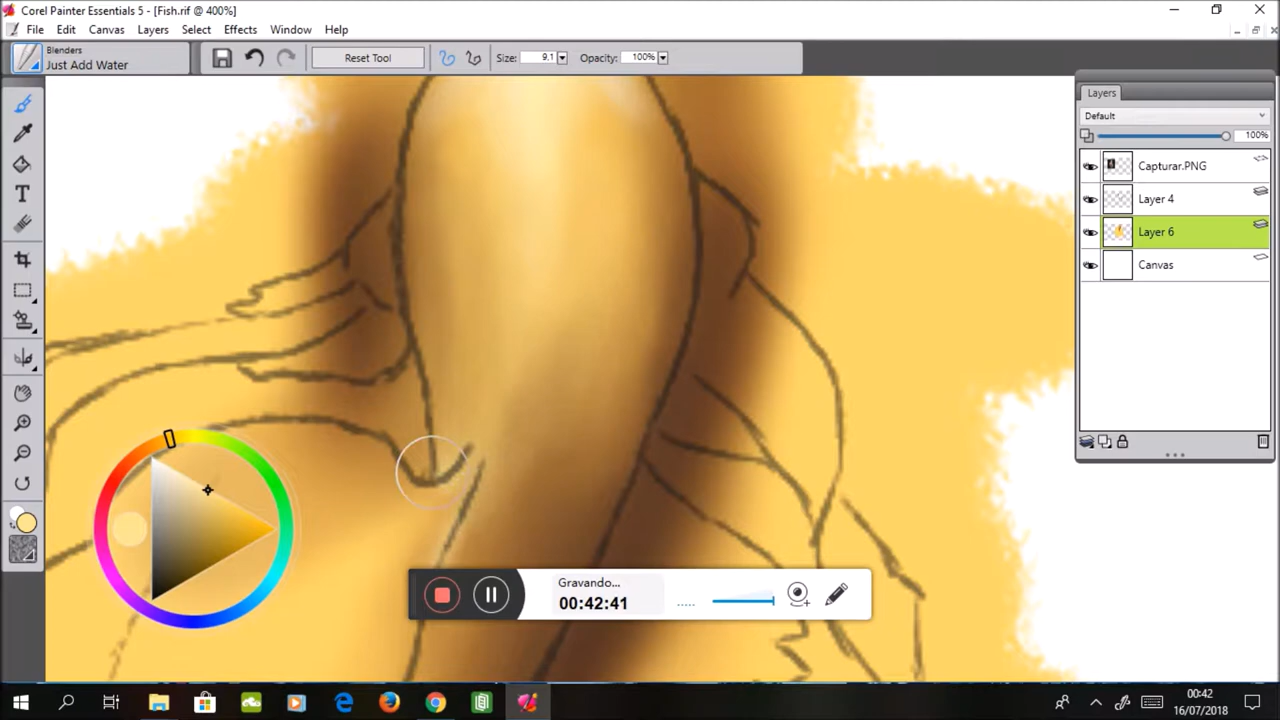 Corel Painter Essentials 5 - [Fish.rif @ 400%]
File Edit Canvas Layers Select Effects Window Help
Blenders
Just Add Water
Reset Tool
Size: 9,1
Opacity: 100%
Layers
Default
100%
Capturar.PNG
Layer 4
Layer 6
Canvas
Gravando...
00:42:41
00:42
16/07/2018